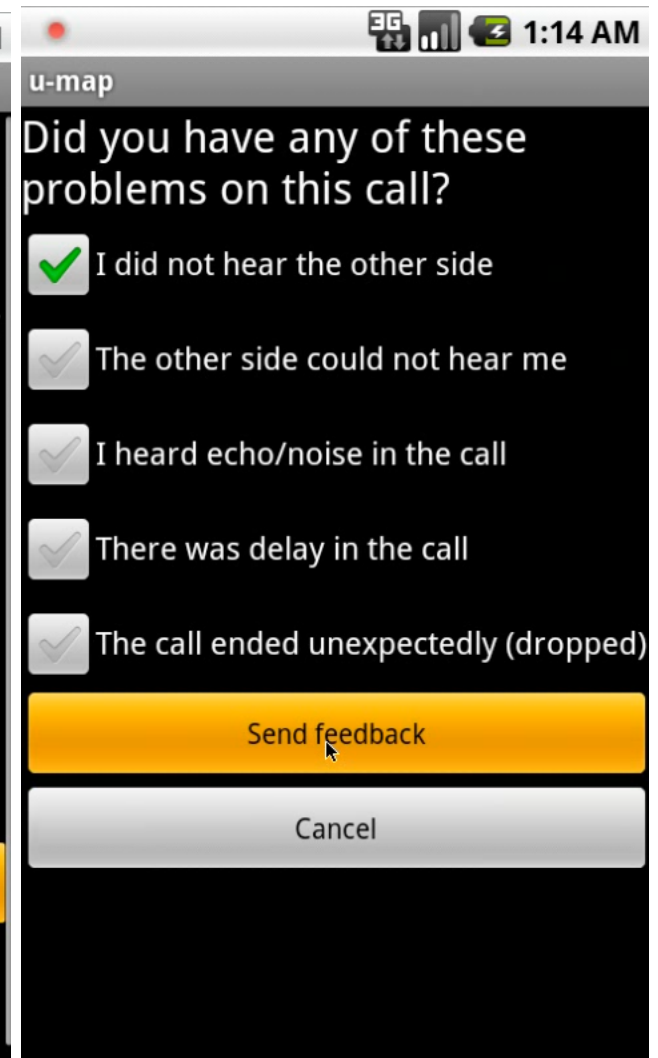 3G 1:14 AM
u-map
Did you have any of these
problems on this call?
I did not hear the other side
The other side could not hear me
I heard echo/noise in the call
There was delay in the call
The call ended unexpectedly (dropped)
Send feedback
Cancel